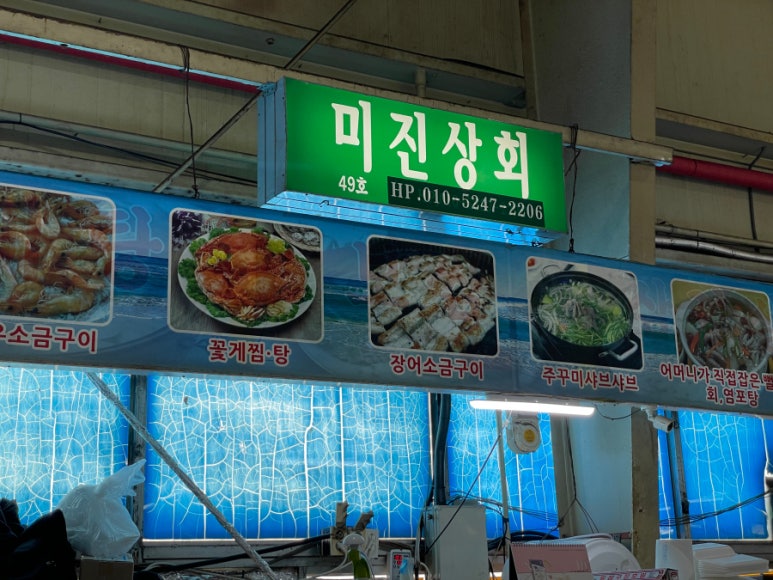 미진상회
49호 HP.010-5247-2206
소금구이
꽃게찜·탕
장어소금구이
주꾸미샤브샤브
어머니가 직접잡은
회,연포탕